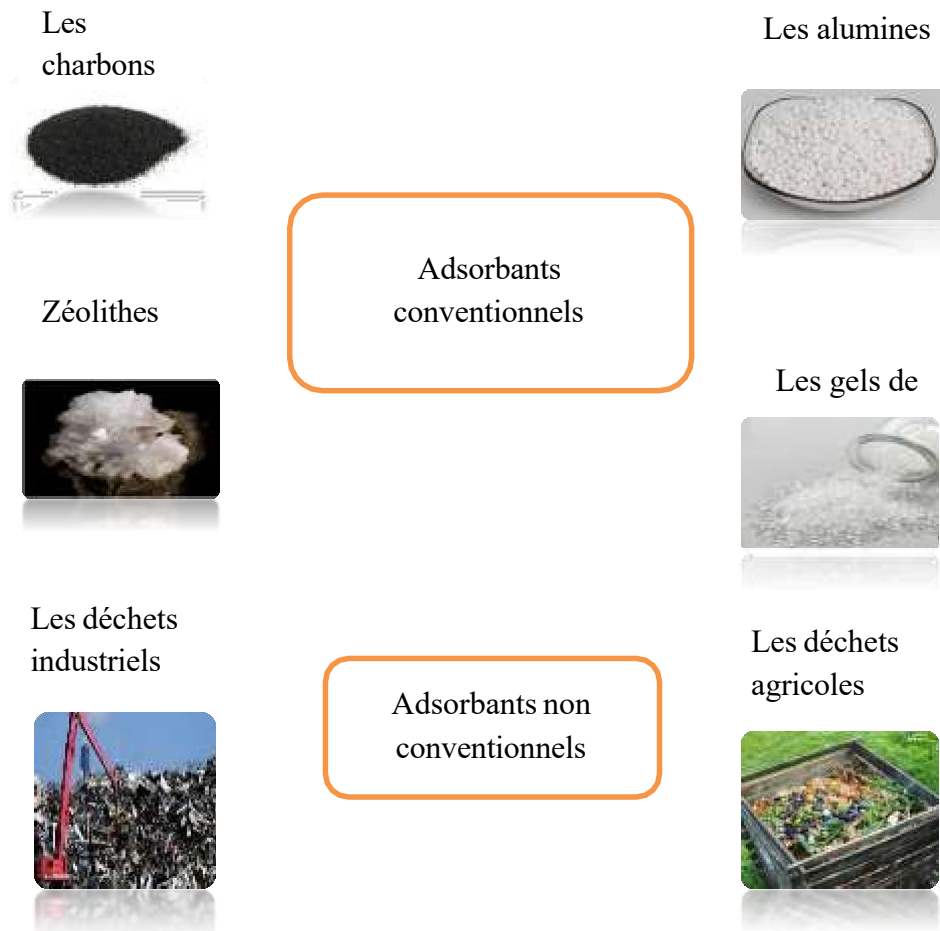 Les
charbons
Les alumines
Adsorbants
conventionnels
Zéolithes
Les gels de
Les déchets
industriels
Adsorbants non
conventionnels
Les déchets
agricoles